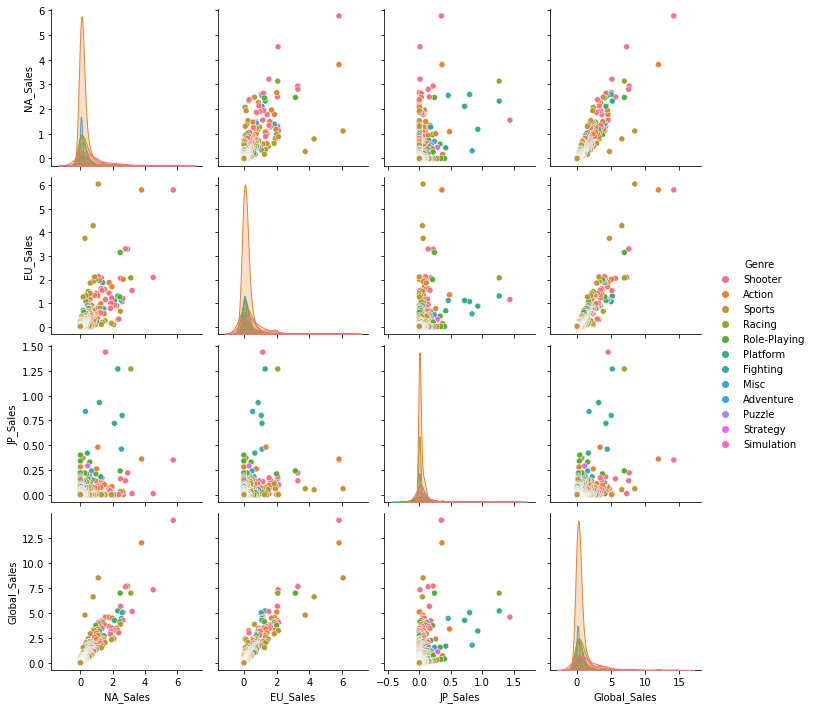 NA_Sales
6
5
4
3
2
1
0
EU_Sales
6
5
4
3
2
1
0
JP_Sales
1.50
1.25
1.00
0.75
0.50
0.25
0.00
Global_Sales
12.5
10.0
7.5
5.0
2.5
0.0
0 2 4 6
NA_Sales
0 2 4 6
EU_Sales
−0.5 0.0 0.5 1.0 1.5
JP_Sales
0 5 10 15
Global_Sales
Genre
Shooter
Action
Sports
Racing
Role-Playing
Platform
Fighting
Misc
Adventure
Puzzle
Strategy
Simulation